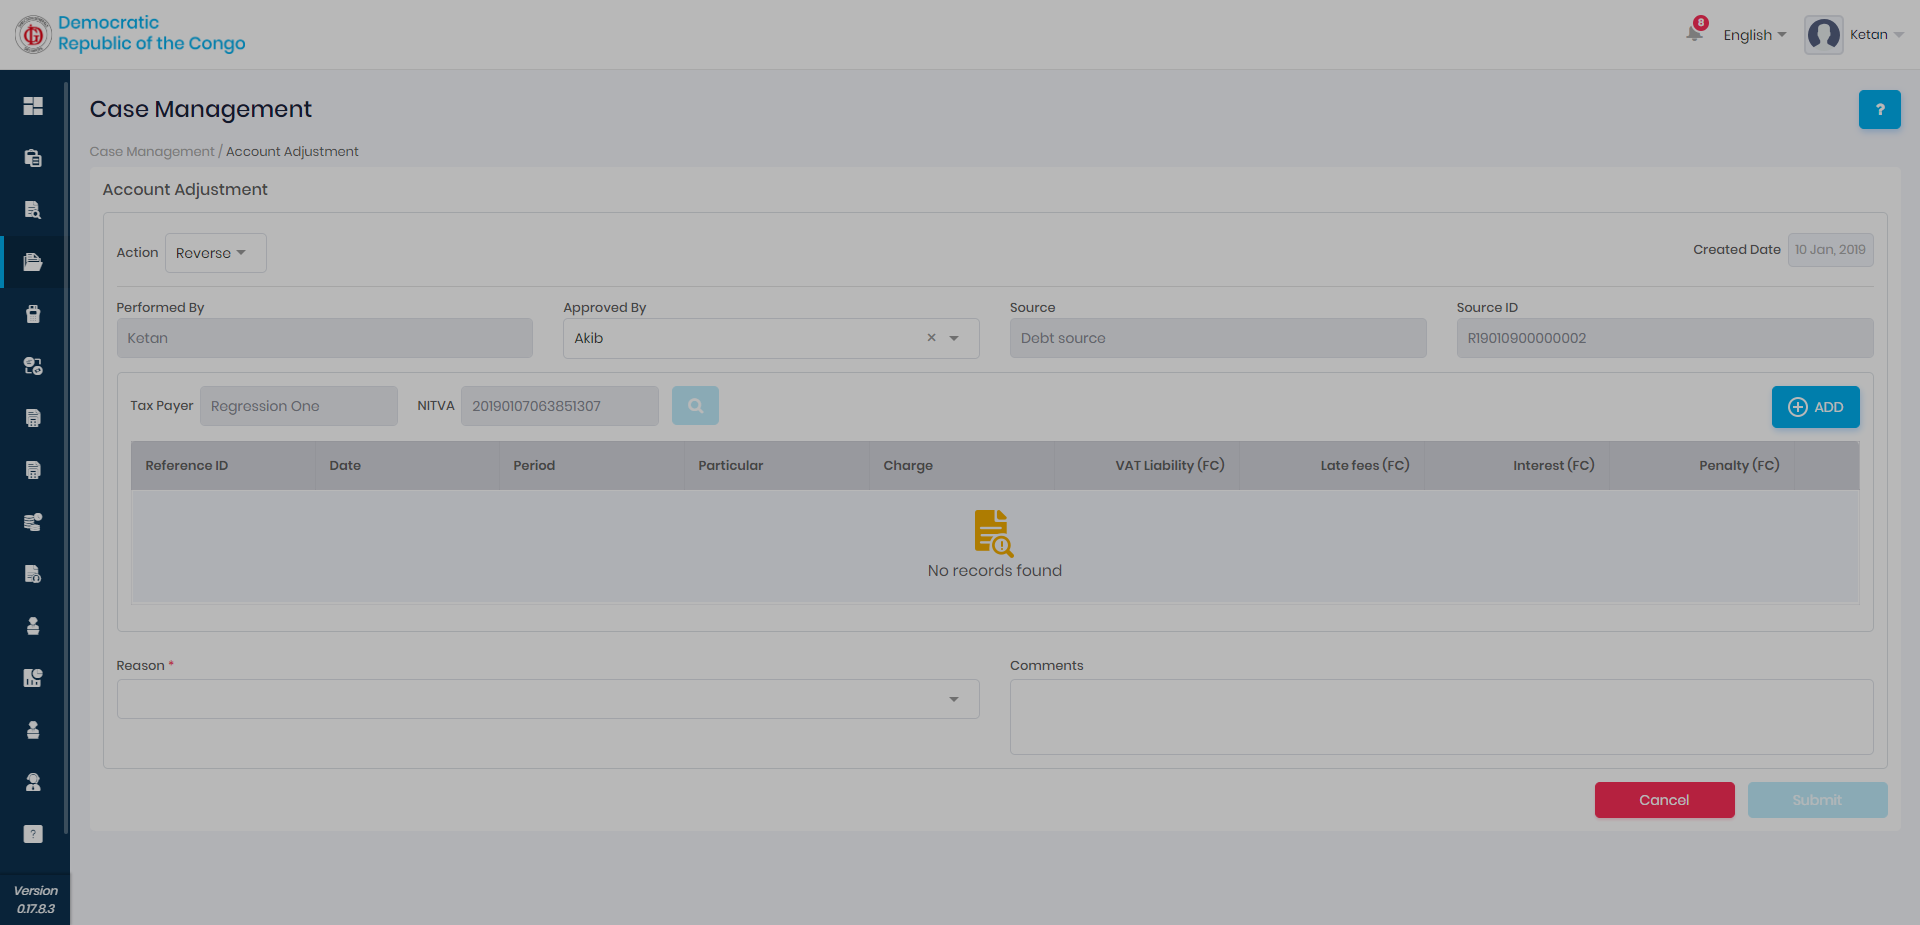 Democratic
Republic of the Congo
8
English
Ketan
Case Management
?
Case Management / Account Adjustment
Account Adjustment
Action
Reverse
Created Date
10 Jan, 2019
Performed By
Approved By
Source
Source ID
Ketan
Akib
×
Debt source
R19010900000002
Tax Payer
Regression One
NITVA
20190107063851307
ADD
Reference ID
Date
Period
Particular
Charge
VAT Liability (FC)
Late fees (FC)
Interest (FC)
Penalty (FC)
No records found
Reason *
Comments
Cancel
Submit
?
Version
0.17.8.3